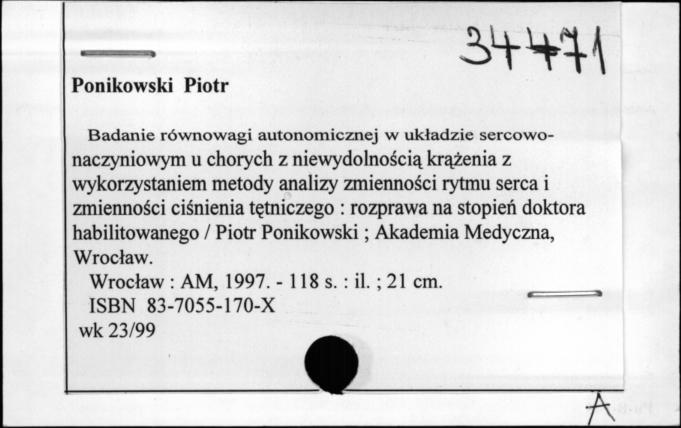 34471
Ponikowski Piotr
Badanie równowagi autonomicznej w układzie sercowo-
naczyniowym u chorych z niewydolnością krążenia z
wykorzystaniem metody analizy zmienności rytmu serca i
zmienności ciśnienia tętniczego : rozprawa na stopień doktora
habilitowanego / Piotr Ponikowski ; Akademia Medyczna,
Wrocław.
Wrocław : AM, 1997. - 118 s. : il. ; 21 cm.
ISBN 83-7055-170-X
wk 23/99
A